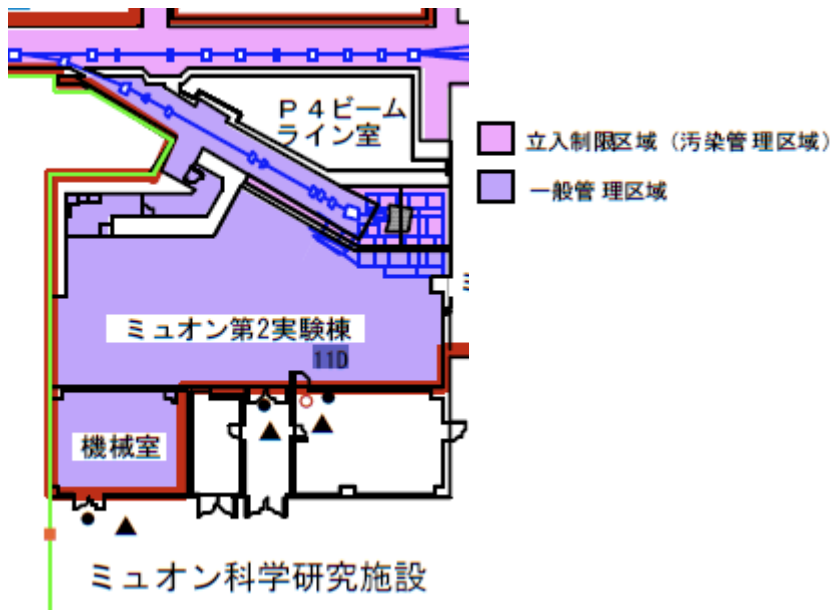 P4ビーム
ライン室
立入制限区域（汚染管理区域）
一般管理区域
ミュオン第2実験棟
11D
機械室
ミュオン科学研究施設